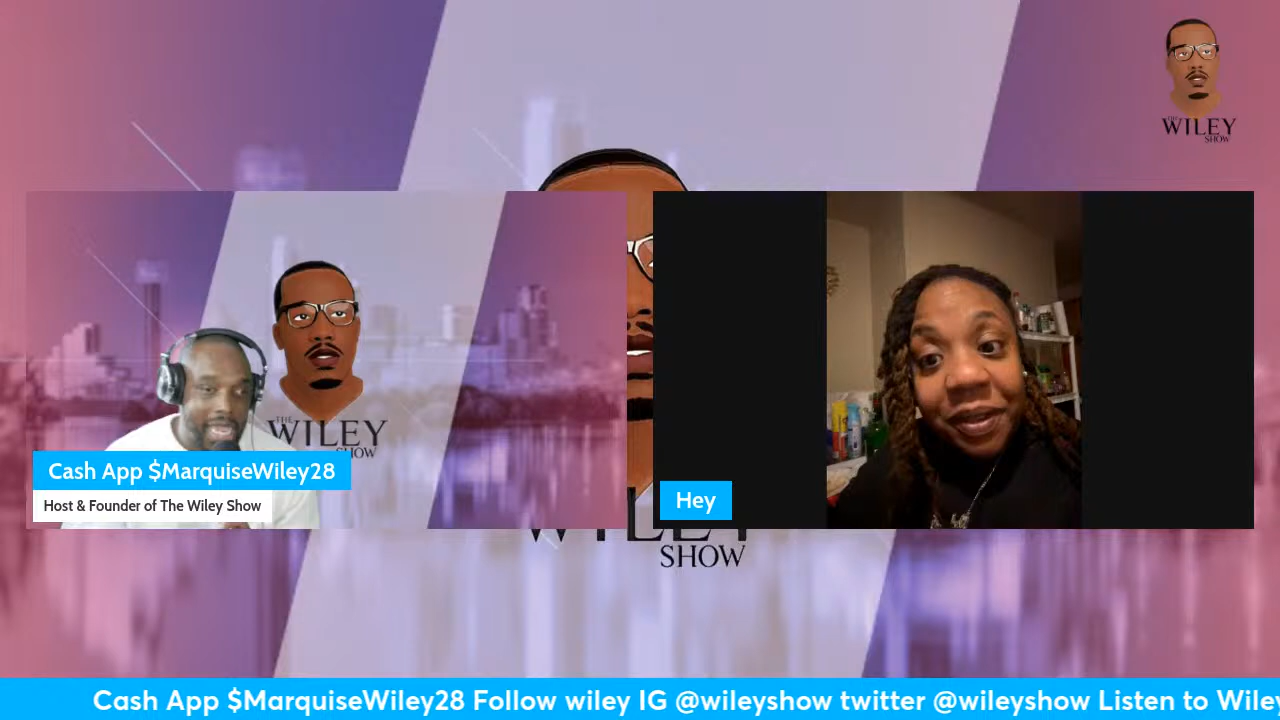 THE
WILEY
SHOW
THE
WILEY
SHOW
Cash App $MarquiseWiley28
Host & Founder of The Wiley Show
Hey
SHOW
Cash App $MarquiseWiley28 Follow wiley IG @wileyshow twitter @wileyshow Listen to Wiley